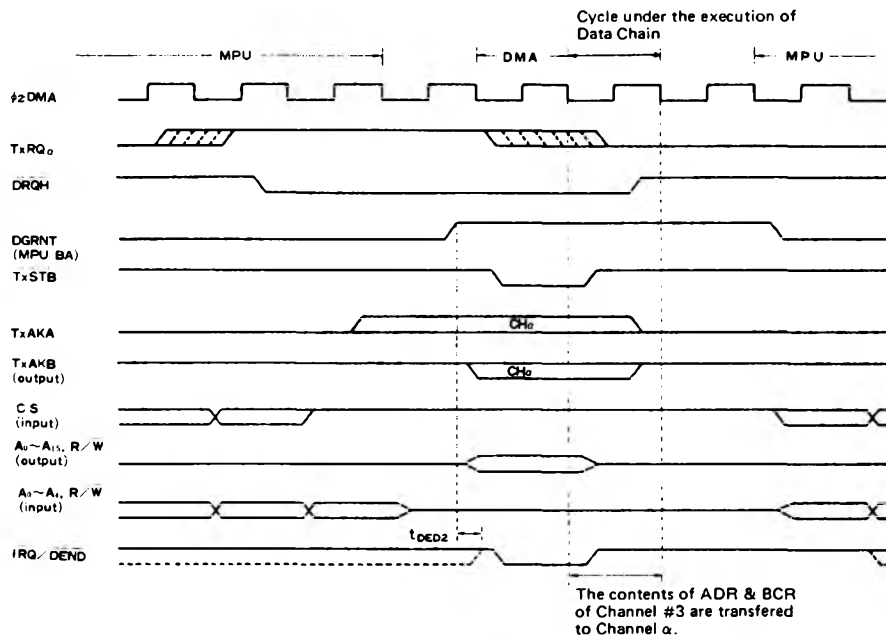 Cycle under the execution of
Data Chain
MPU
DMA
MPU
φ2DMA
TxRQα
DRQH
DGRNT
(MPU BA)
TxSTB
TxAKA
CHα
TxAKB
(output)
CHα
CS
(input)
A0~A15, R/W
(output)
A0~A4, R/W
(input)
tDED2
IRQ/DEND
The contents of ADR & BCR
of Channel #3 are transfered
to Channel α.